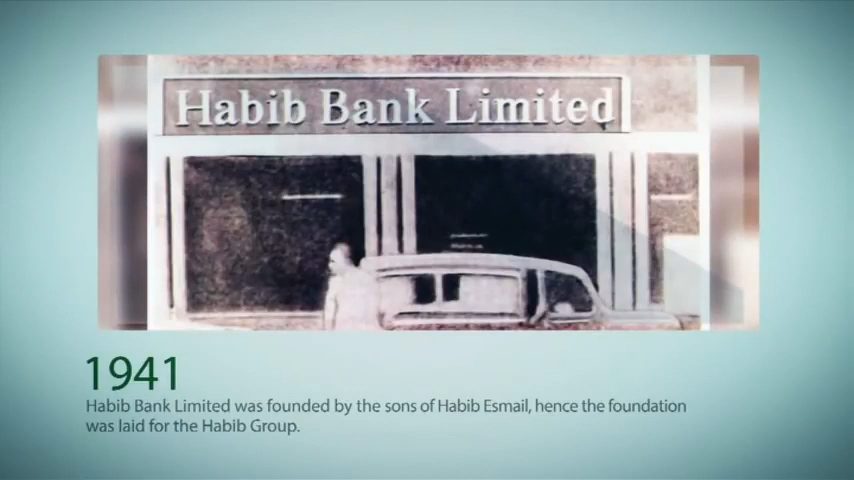 Habib Bank Limited
1941
Habib Bank Limited was founded by the sons of Habib Esmail, hence the foundation
was laid for the Habib Group.